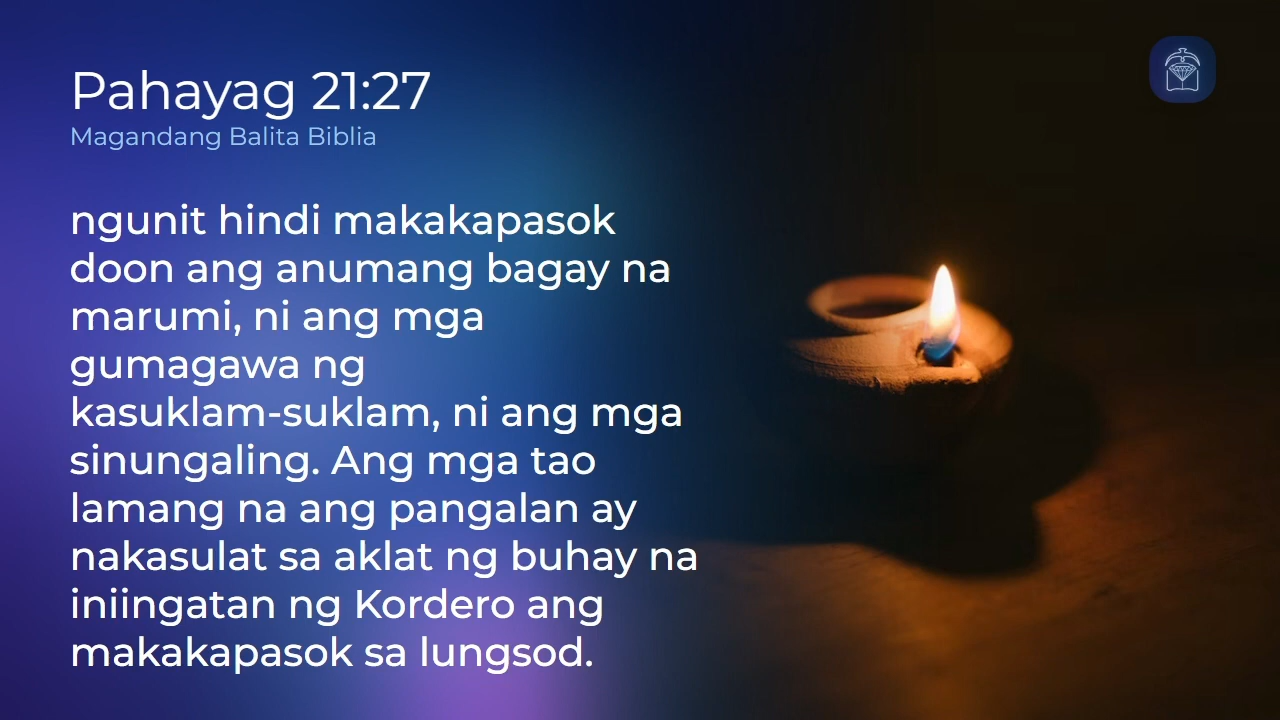 Pahayag 21:27
Magandang Balita Biblia
ngunit hindi makakapasok
doon ang anumang bagay na
marumi, ni ang mga
gumagawa ng
kasuklam-suklam, ni ang mga
sinungaling. Ang mga tao
lamang na ang pangalan ay
nakasulat sa aklat ng buhay na
iniingatan ng Kordero ang
makakapasok sa lungsod.